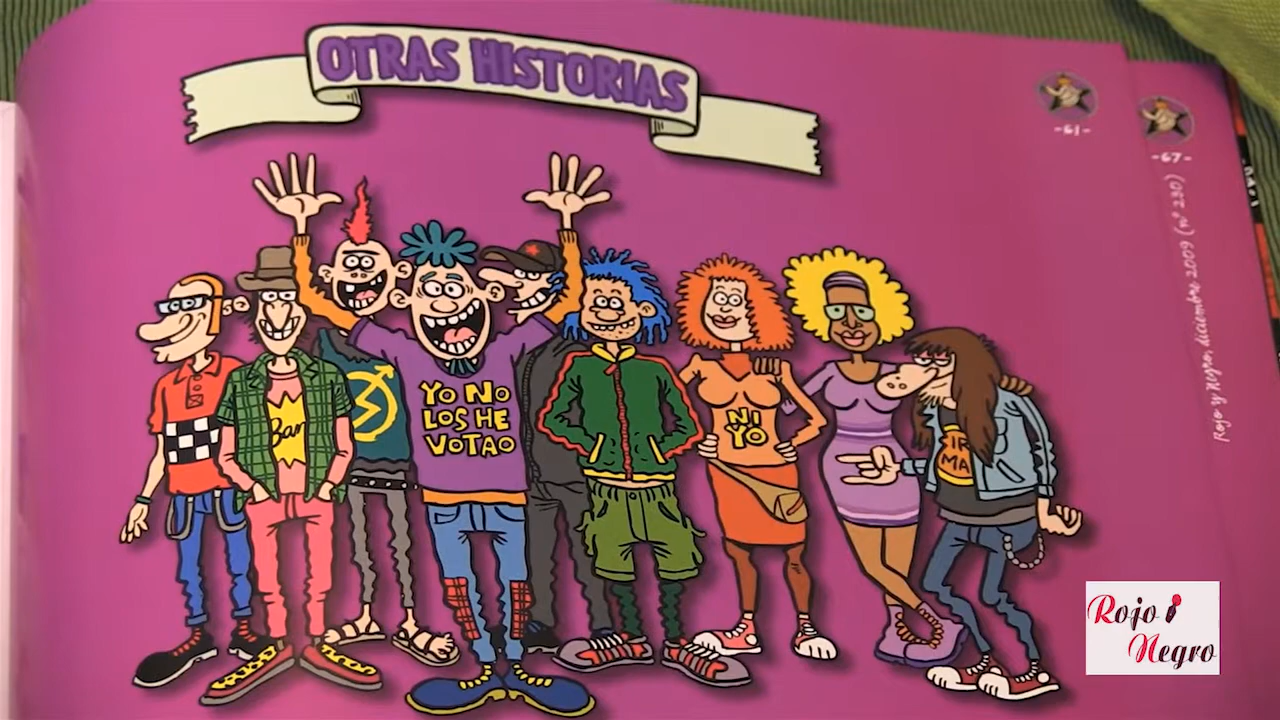 OTRAS HISTORIAS
-61-
-67-
Rojo y Negro, diciembre 2009 (nº 230)
YO NO
LOS HE
VOTAO
NI
YO
Rojo y
Negro